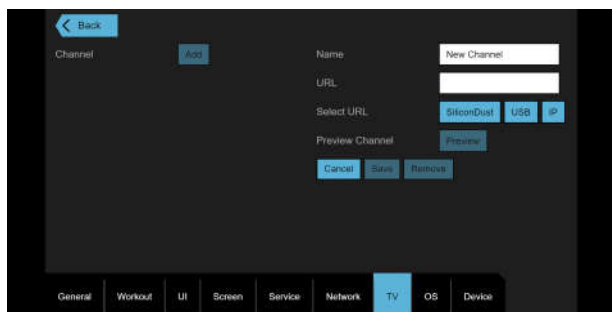 Back
Channel Add
Name New Channel
URL
Select URL SiliconDust USB IP
Preview Channel Preview
Cancel Save Remove
General Workout UI Screen Service Network TV OS Device